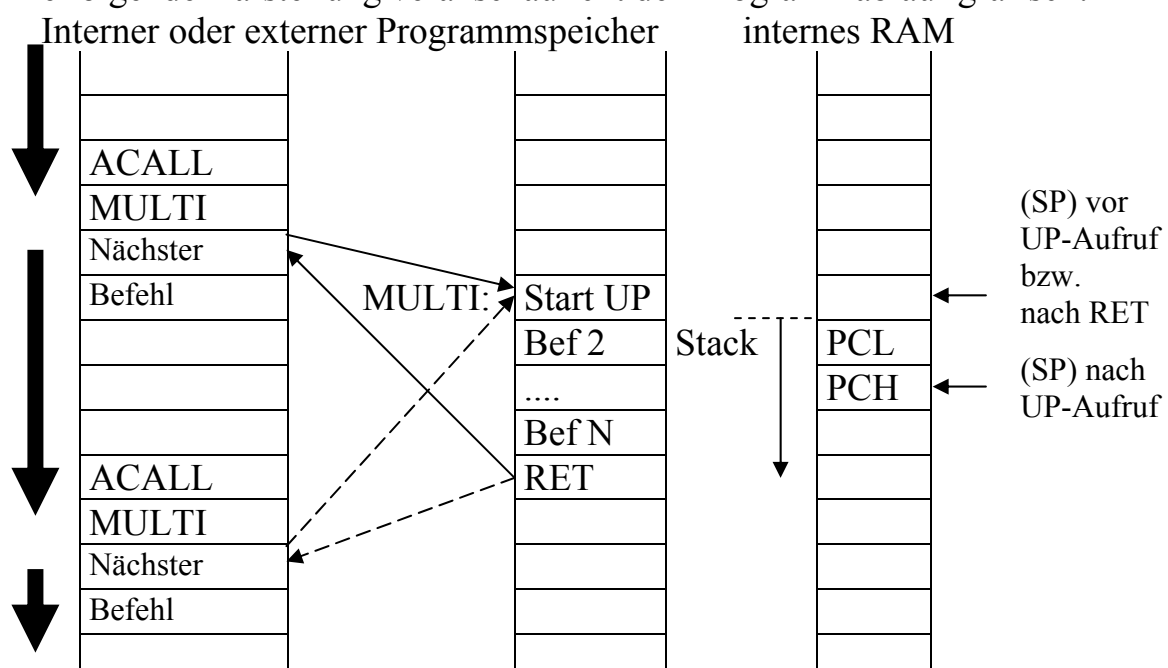 Interner oder externer Programmspeicher
internes RAM
ACALL
MULTI
Nächster
Befehl
ACALL
MULTI
Nächster
Befehl
MULTI:
Start UP
Bef 2
....
Bef N
RET
Stack
PCL
PCH
(SP) vor
UP-Aufruf
bzw.
nach RET
(SP) nach
UP-Aufruf